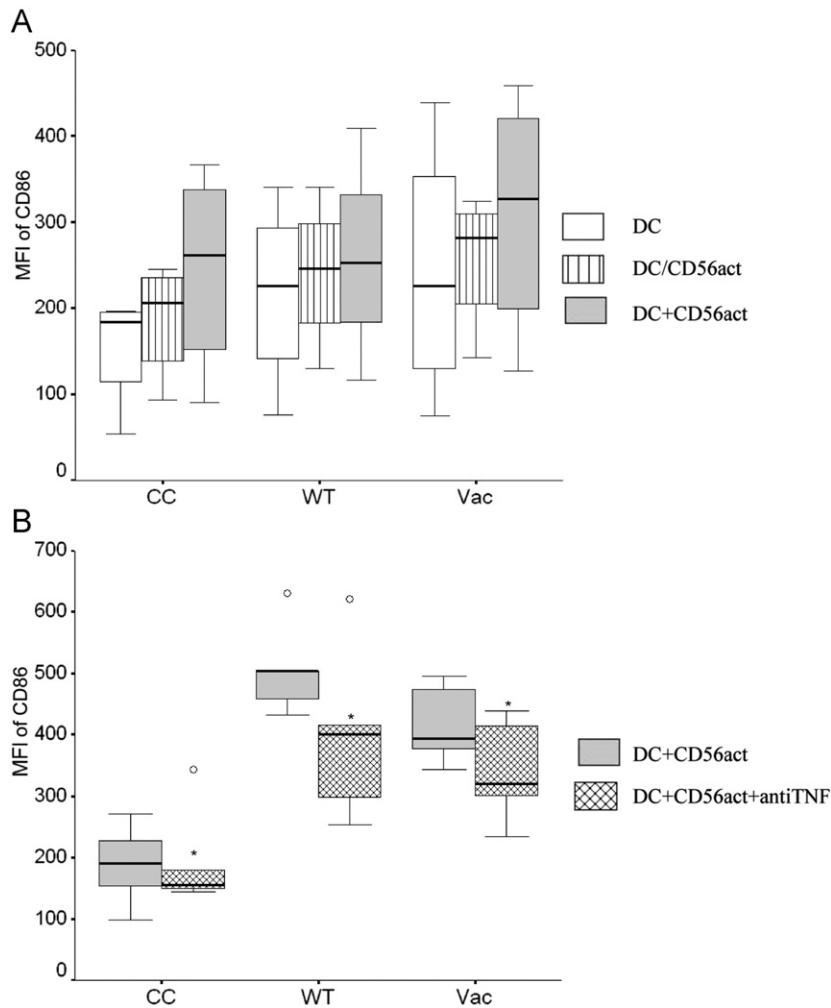 A
500
400
300
200
100
0
MFI of CD86
CC WT Vac
DC
DC/CD56act
DC+CD56act
B
700
600
500
400
300
200
100
0
MFI of CD86
* * *
CC WT Vac
DC+CD56act
DC+CD56act+antiTNF